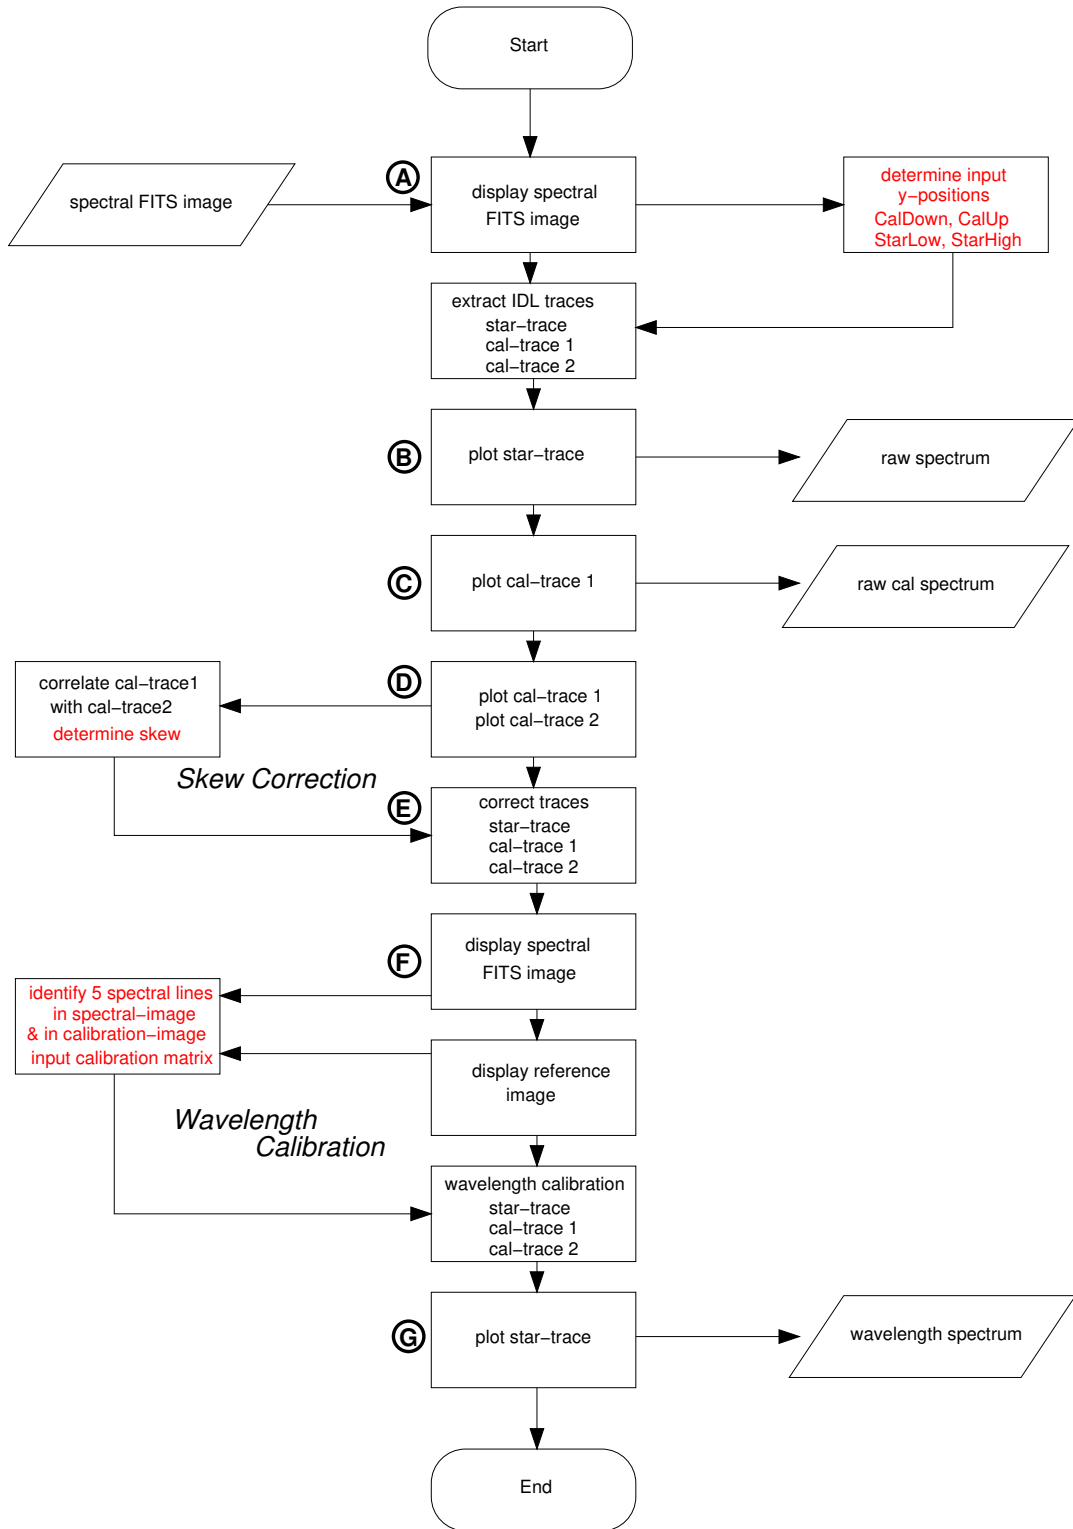 Start
A
spectral FITS image
display spectral
FITS image
determine input
y-positions
CalDown, CalUp
StarLow, StarHigh
extract IDL traces
star-trace
cal-trace 1
cal-trace 2
B
plot star-trace
raw spectrum
C
plot cal-trace 1
raw cal spectrum
D
correlate cal-trace1
with cal-trace2
determine skew
plot cal-trace 1
plot cal-trace 2
Skew Correction
E
correct traces
star-trace
cal-trace 1
cal-trace 2
F
display spectral
FITS image
identify 5 spectral lines
in spectral-image
& in calibration-image
input calibration matrix
display reference
image
Wavelength
Calibration
wavelength calibration
star-trace
cal-trace 1
cal-trace 2
G
plot star-trace
wavelength spectrum
End